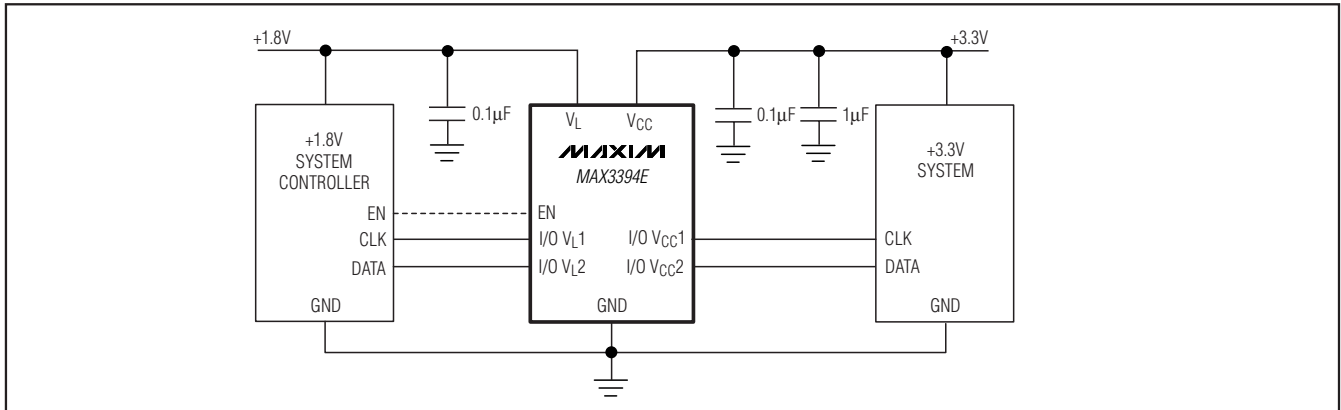 +1.8V
+3.3V
0.1µF
0.1µF
1µF
+1.8V
SYSTEM
CONTROLLER
EN
CLK
DATA
GND
VL
VCC
MAXIM
MAX3394E
EN
I/O VL1
I/O VCC1
I/O VL2
I/O VCC2
GND
+3.3V
SYSTEM
CLK
DATA
GND